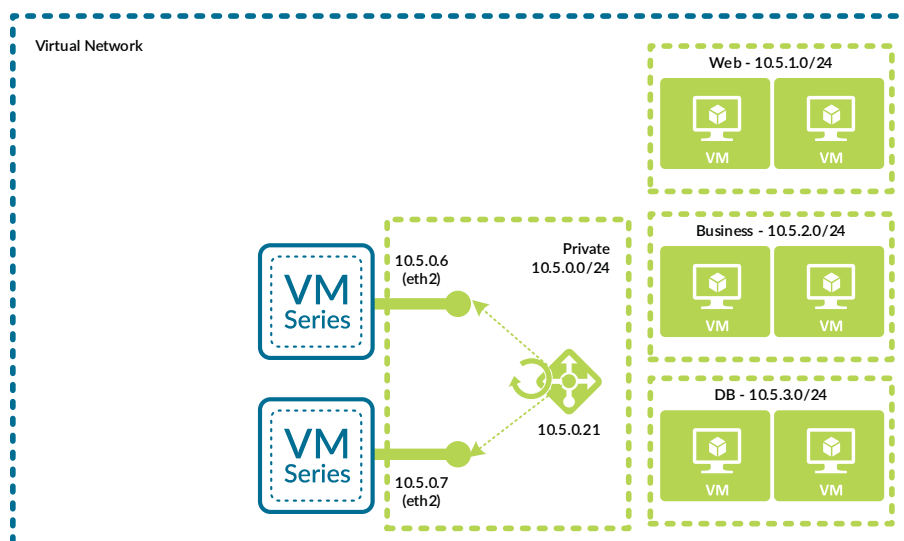 Virtual Network
Web - 10.5.1.0/24
VM
VM
Business - 10.5.2.0/24
VM
VM
DB - 10.5.3.0/24
VM
VM
Private
10.5.0.0/24
10.5.0.6
(eth2)
VM
Series
10.5.0.21
VM
Series
10.5.0.7
(eth2)